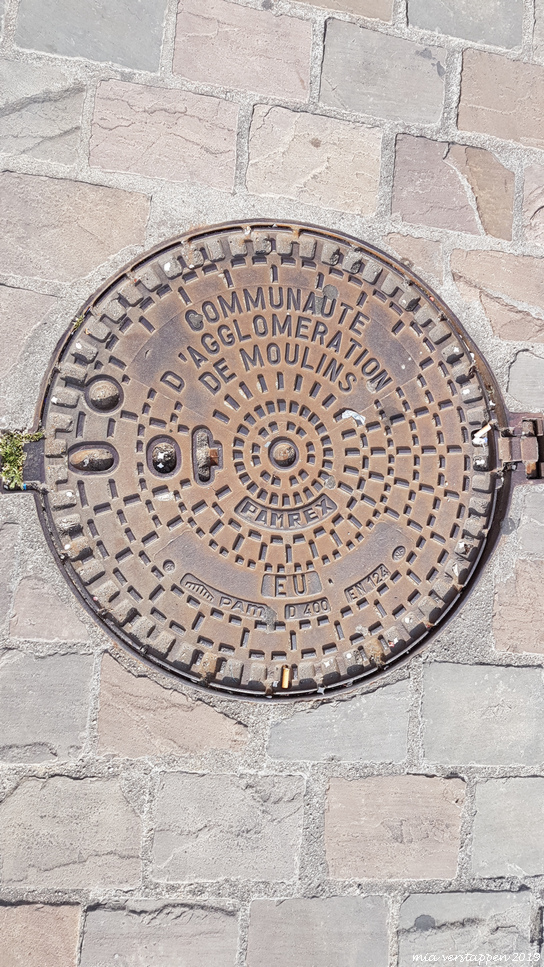 COMMUNAUTE
D'AGGLOMERATION
DE MOULINS
PAMREX
EU
PAM D 400 EN 124
mia verstappen 2019